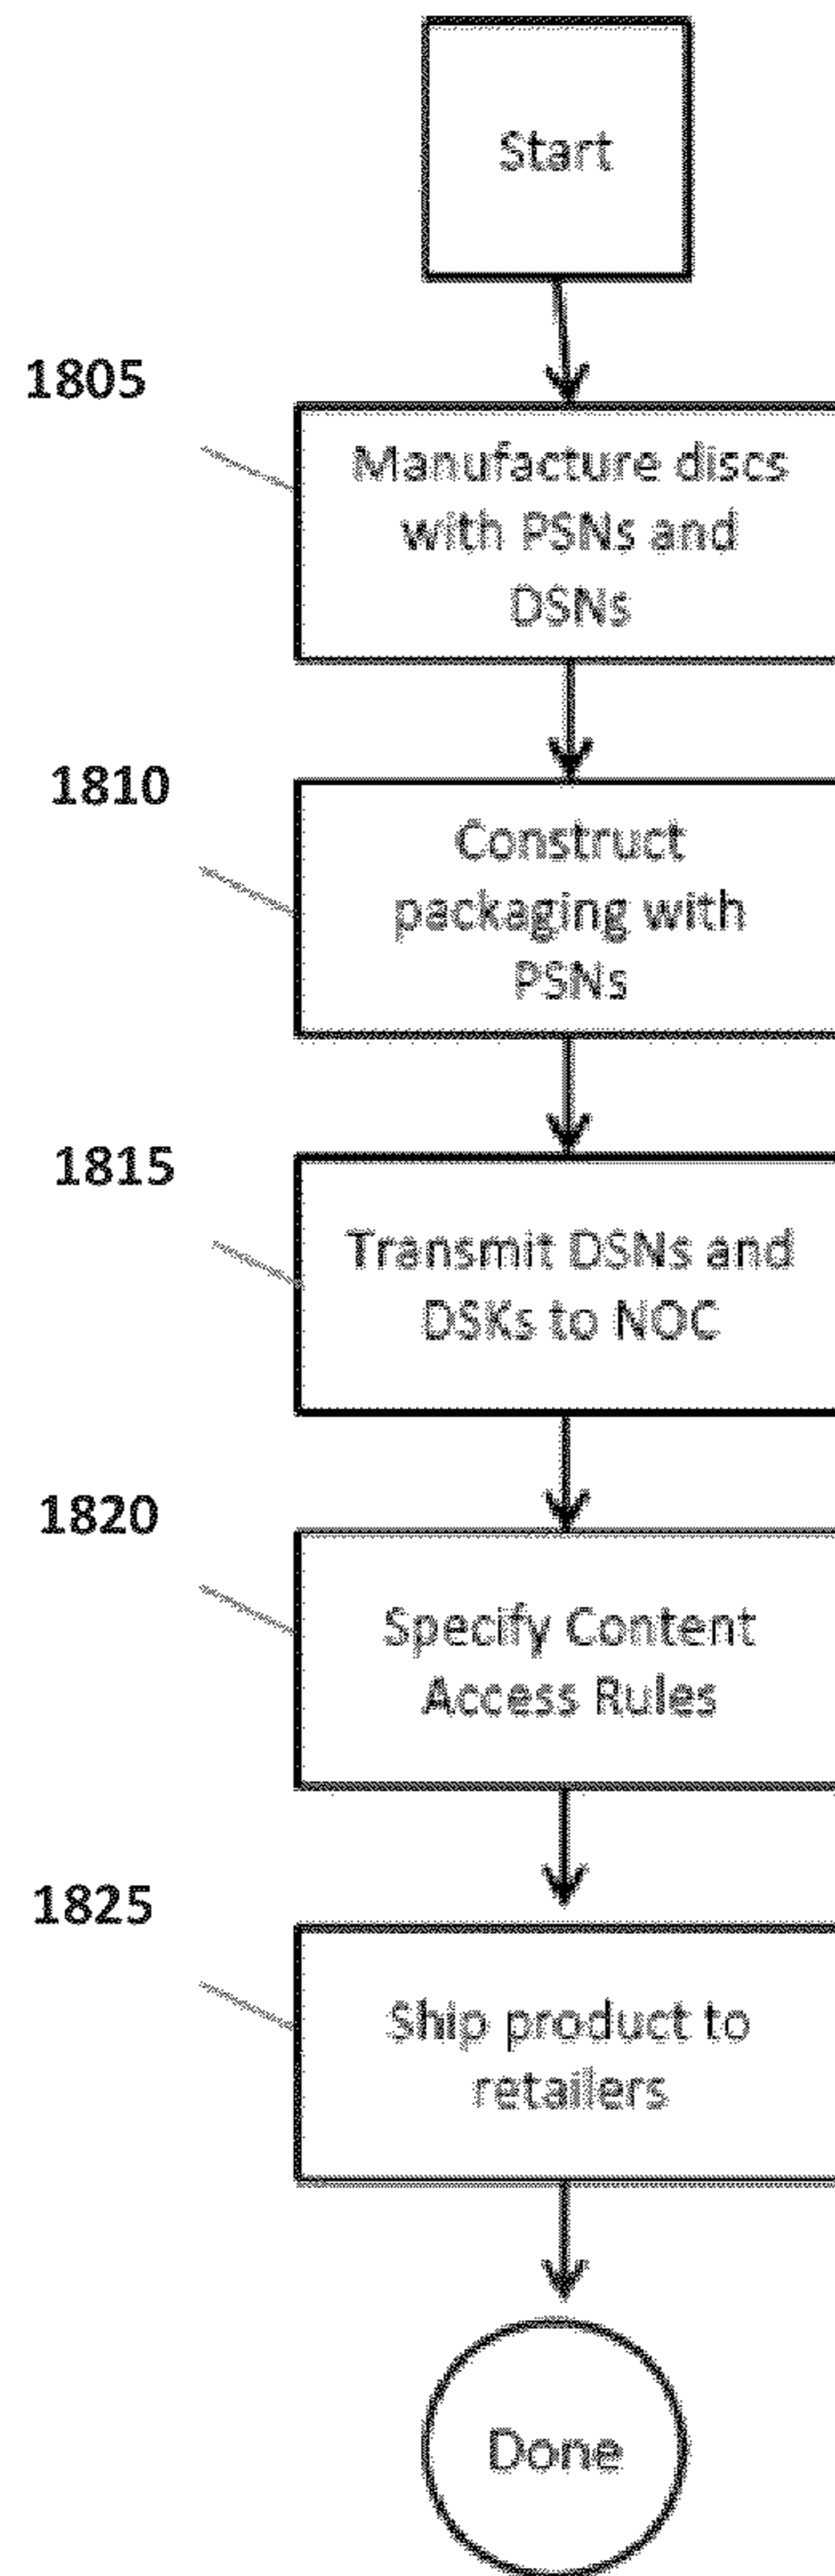 Start
1805
Manufacture discs
with PSNs and
DSNs
1810
Construct
packaging with
PSNs
1815
Transmit DSNs and
DSKs to NOC
1820
Specify Content
Access Rules
1825
Ship product to
retailers
Done